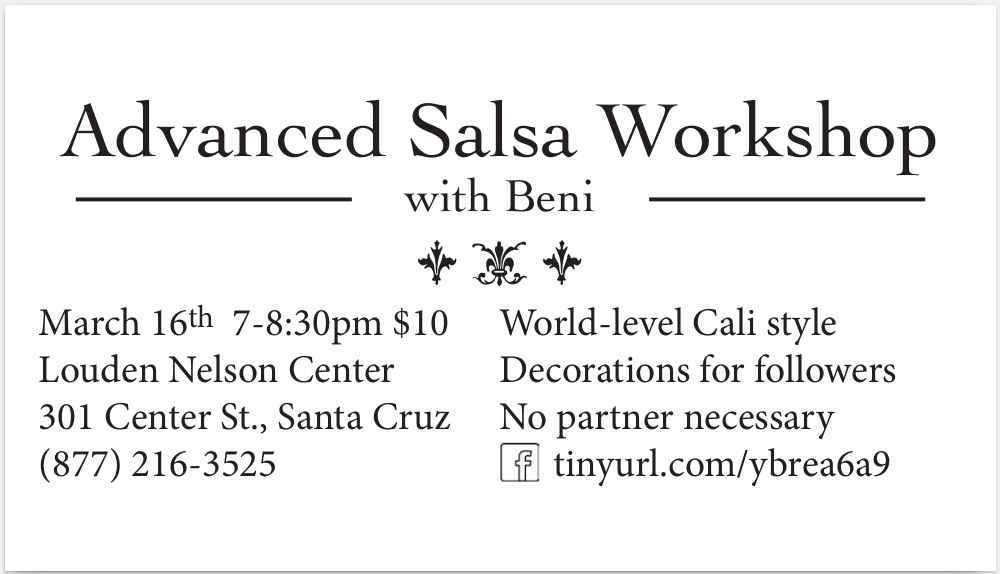 Advanced Salsa Workshop
with Beni
March 16th 7-8:30pm $10
Louden Nelson Center
301 Center St., Santa Cruz
(877) 216-3525
World-level Cali style
Decorations for followers
No partner necessary
f tinyurl.com/ybrea6a9